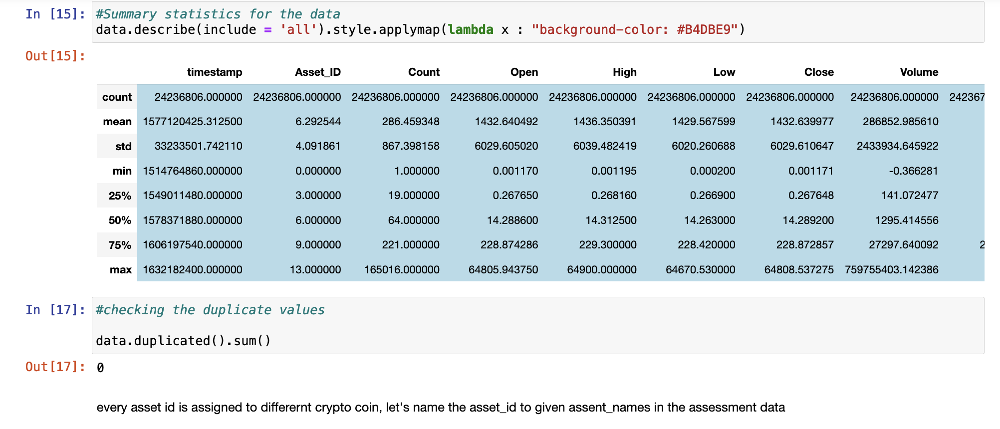 In [15]: #Summary statistics for the data
data.describe(include = 'all').style.applymap(lambda x : "background-color: #B4DBE9")
Out[15]:
timestamp Asset_ID Count Open High Low Close Volume
count 24236806.000000 24236806.000000 24236806.000000 24236806.000000 24236806.000000 24236806.000000 24236806.000000 24236806.000000 242367
mean 1577120425.312500 6.292544 286.459348 1432.640492 1436.350391 1429.567599 1432.639977 286852.985610
std 33233501.742110 4.091861 867.398158 6029.605020 6039.482419 6020.260688 6029.610647 2433934.645922
min 1514764860.000000 0.000000 1.000000 0.001170 0.001195 0.000200 0.001171 -0.366281
25% 1549011480.000000 3.000000 19.000000 0.267650 0.268160 0.266900 0.267648 141.072477
50% 1578371880.000000 6.000000 64.000000 14.288600 14.312500 14.263000 14.289200 1295.414556
75% 1606197540.000000 9.000000 221.000000 228.874286 229.300000 228.420000 228.872857 27297.640092 2
max 1632182400.000000 13.000000 165016.000000 64805.943750 64900.000000 64670.530000 64808.537275 759755403.142386
In [17]: #checking the duplicate values
data.duplicated().sum()
Out[17]: 0
every asset id is assigned to differernt crypto coin, let's name the asset_id to given assent_names in the assessment data